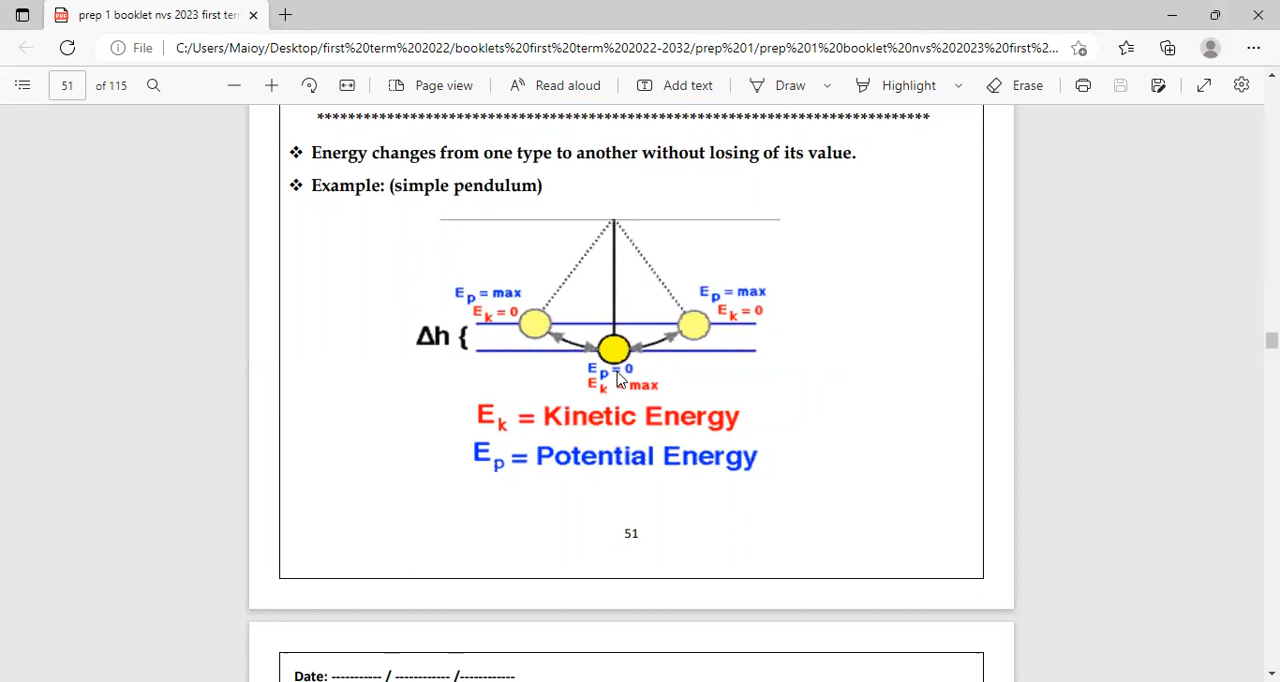 prep 1 booklet nvs 2023 first ter
File
C:/Users/Maioy/Desktop/first%20term%202022/booklets%20first%20term%202022-2032/prep%201/prep%201%20booklet%20nvs%202023%20first%2...
51 of 115
Page view
Read aloud
Add text
Draw
Highlight
Erase
*******************************************************************************
❖ Energy changes from one type to another without losing of its value.
❖ Example: (simple pendulum)
Ep = max
Ek = 0
Ep = max
Ek = 0
Δh {
Ep = 0
Ek max
Ek = Kinetic Energy
Ep = Potential Energy
51
Date: ----------- / ------------ /------------